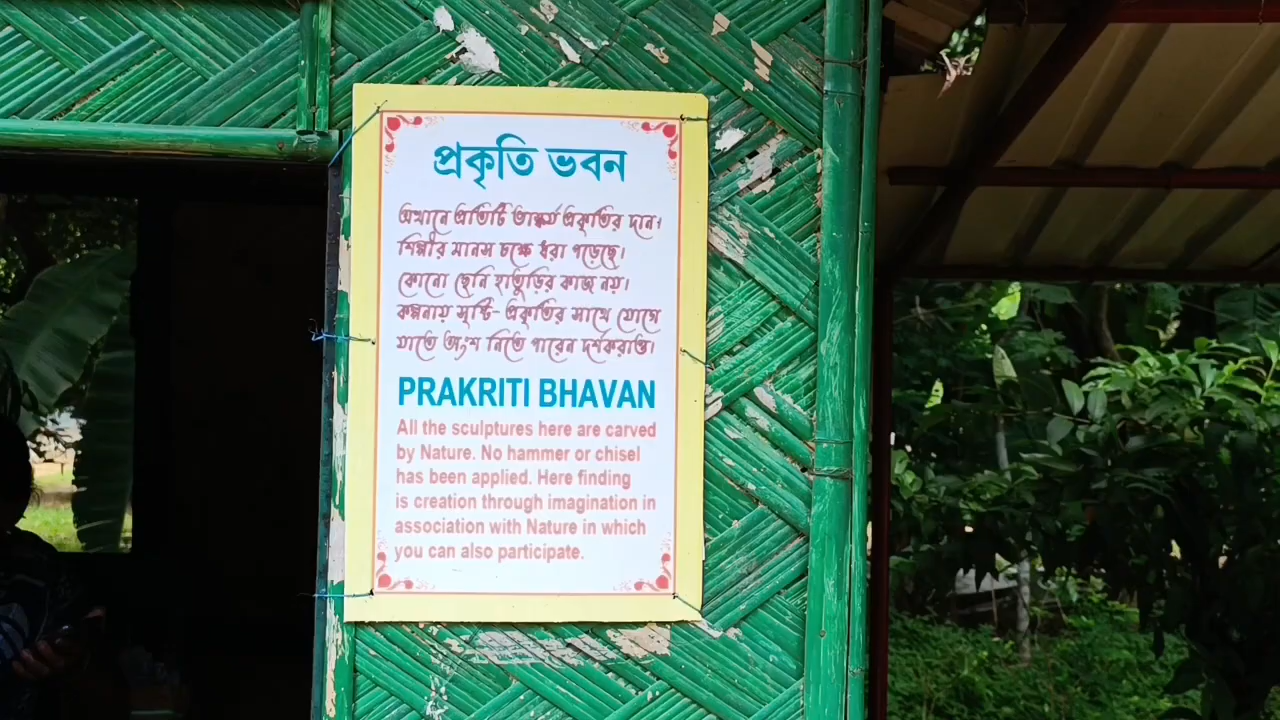 প্রকৃতি ভবন
এখানে প্রতিটি ভাস্কর্য প্রকৃতির দান।
শিল্পীর মানস চক্ষে ধরা পড়েছে।
কোনো ছেনি হাতুড়ির কাজ নয়।
কল্পনায় সৃষ্টি- প্রকৃতির সাথে যোগে
যাতে অংশ নিতে পারেন দর্শকরাও।
PRAKRITI BHAVAN
All the sculptures here are carved
by Nature. No hammer or chisel
has been applied. Here finding
is creation through imagination in
association with Nature in which
you can also participate.